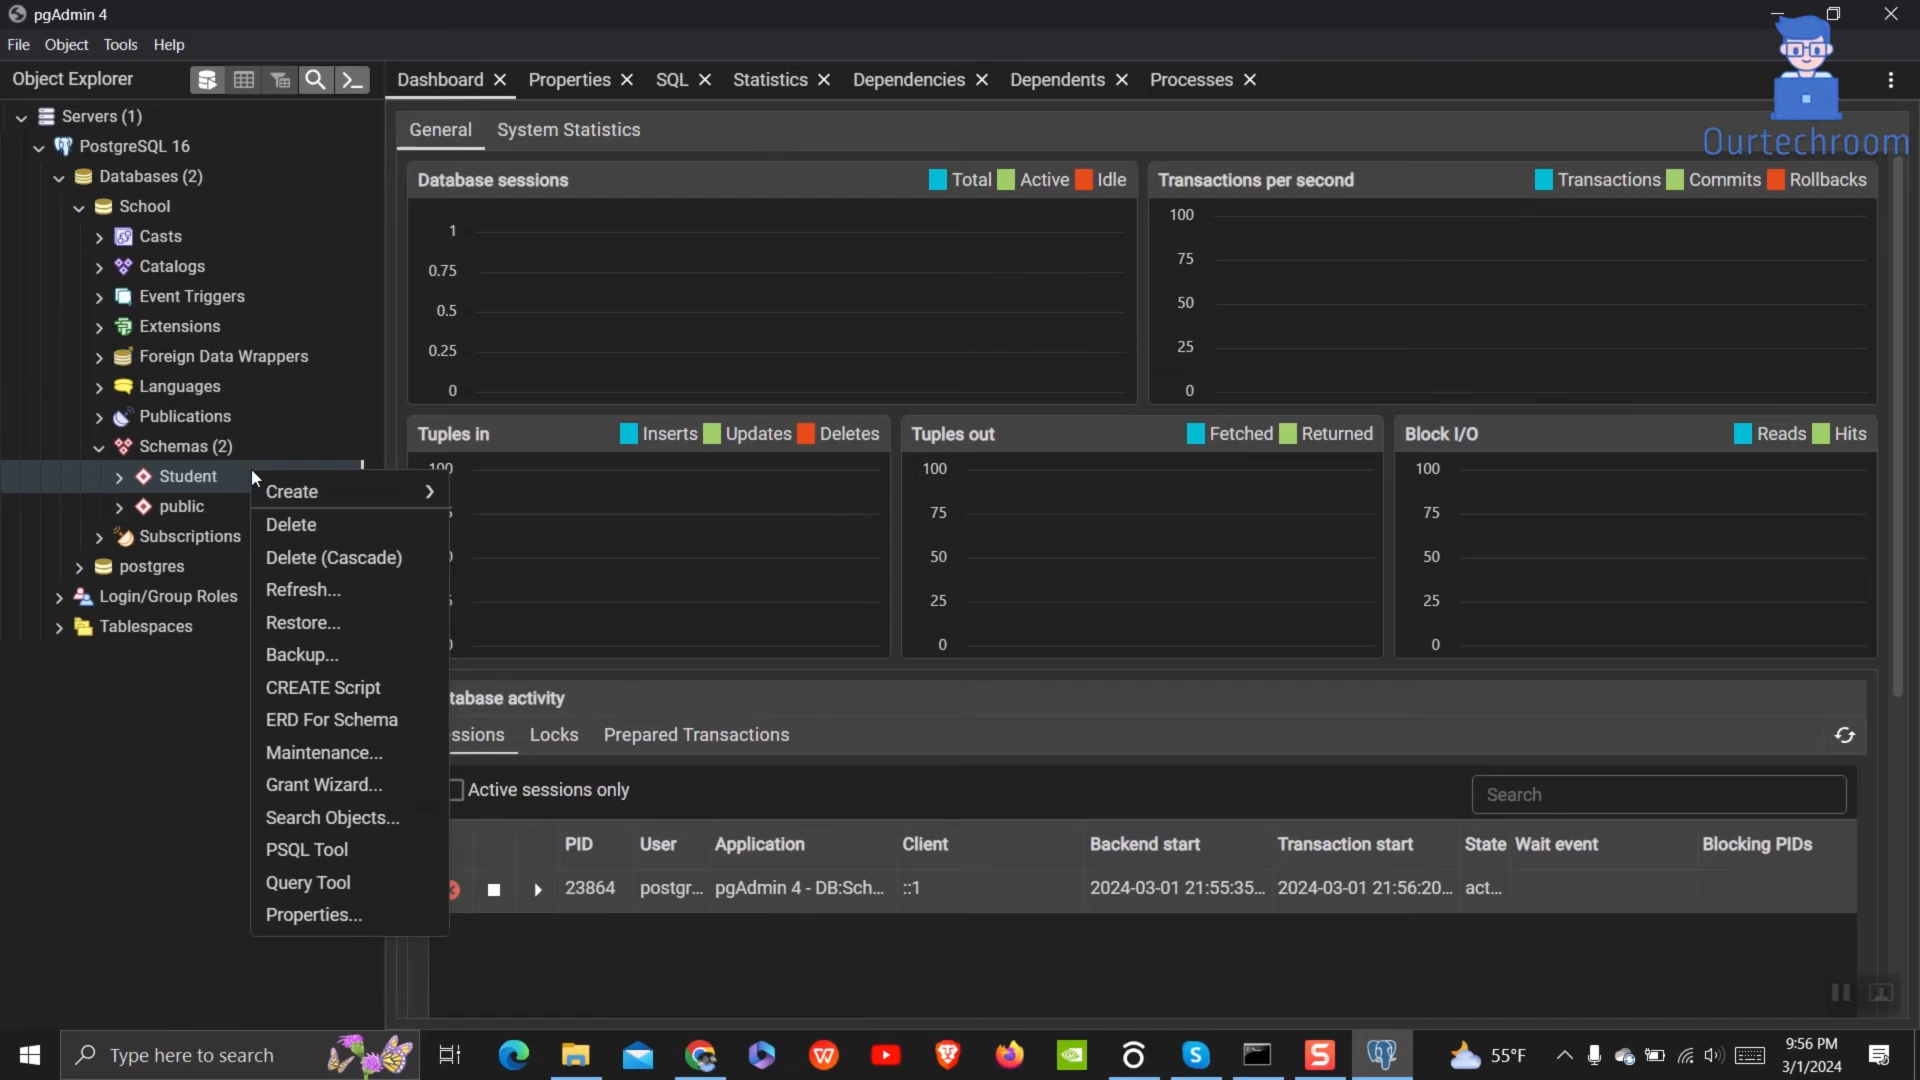 pgAdmin 4
File Object Tools Help
Object Explorer
Dashboard Properties SQL Statistics Dependencies Dependents Processes
Ourtechroom
Servers (1)
PostgreSQL 16
Databases (2)
School
Casts
Catalogs
Event Triggers
Extensions
Foreign Data Wrappers
Languages
Publications
Schemas (2)
Student
public
Subscriptions
postgres
Login/Group Roles
Tablespaces
Create
Delete
Delete (Cascade)
Refresh...
Restore...
Backup...
CREATE Script
ERD For Schema
Maintenance...
Grant Wizard...
Search Objects...
PSQL Tool
Query Tool
Properties...
General System Statistics
Database sessions
Total Active Idle
1
0.75
0.5
0.25
0
Transactions per second
Transactions Commits Rollbacks
100
75
50
25
0
Tuples in
Inserts Updates Deletes
Tuples out
Fetched Returned
100
75
50
25
0
Block I/O
Reads Hits
100
75
50
25
0
tabase activity
ssions Locks Prepared Transactions
Active sessions only
Search
PID User Application Client Backend start Transaction start State Wait event Blocking PIDs
23864 postgr... pgAdmin 4 - DB:Sch... ::1 2024-03-01 21:55:35... 2024-03-01 21:56:20... act...
Type here to search
55°F
9:56 PM
3/1/2024